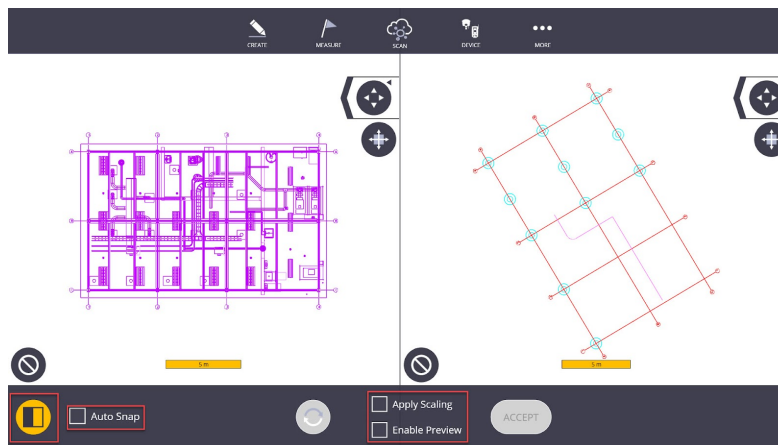 CREATE
MEASURE
SCAN
DEVICE
MORE
5 m
5 m
Auto Snap
Apply Scaling
Enable Preview
ACCEPT